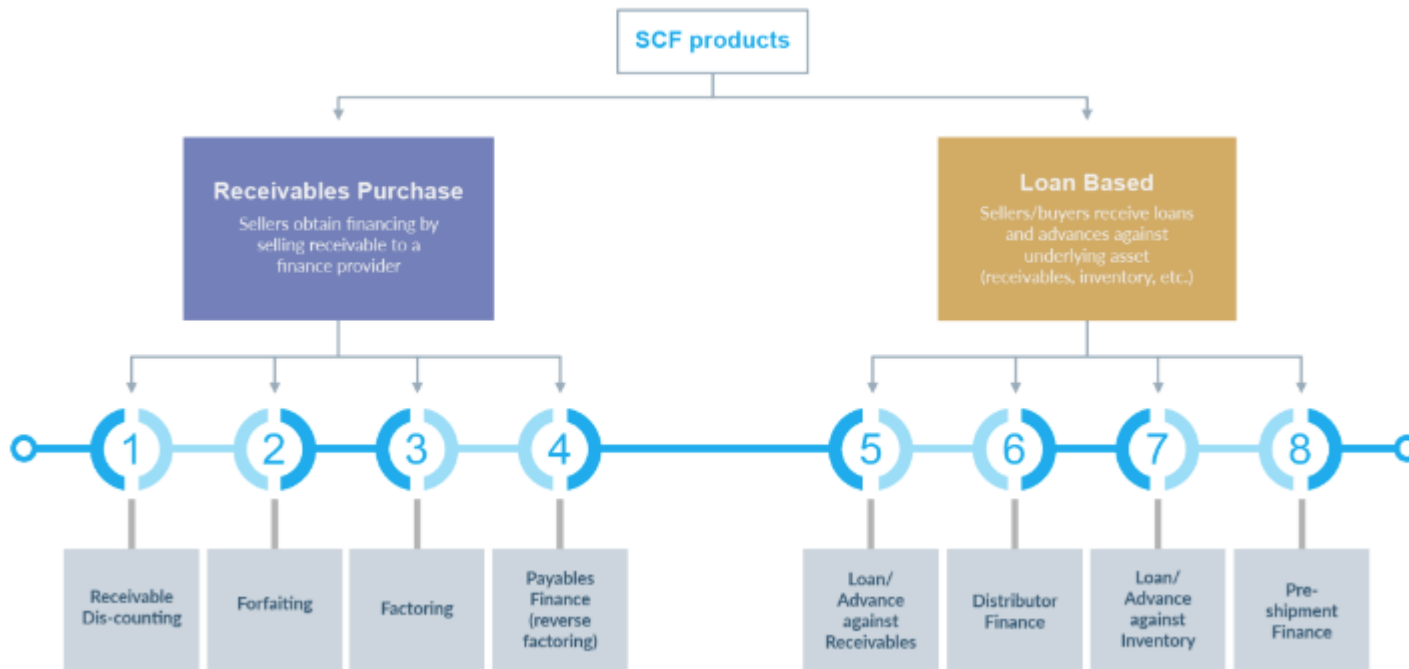 SCF products
Receivables Purchase
Sellers obtain financing by
selling receivable to a
finance provider
Loan Based
Sellers/buyers receive loans
and advances against
underlying asset
(receivables, inventory, etc.)
1
2
3
4
5
6
7
8
Receivable
Dis-counting
Forfaiting
Factoring
Payables
Finance
(reverse
factoring)
Loan/
Advance
against
Receivables
Distributor
Finance
Loan/
Advance
against
Inventory
Pre-
shipment
Finance